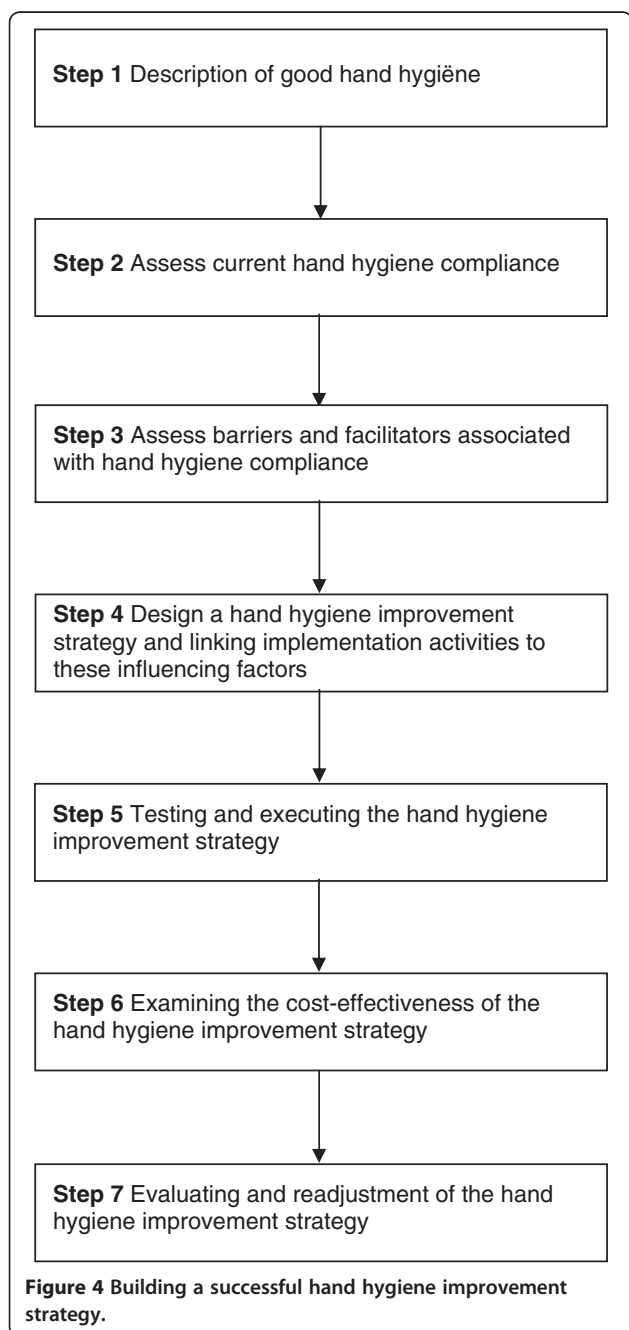 Step 1 Description of good hand hygiëne
Step 2 Assess current hand hygiene compliance
Step 3 Assess barriers and facilitators associated
with hand hygiene compliance
Step 4 Design a hand hygiene improvement
strategy and linking implementation activities to
these influencing factors
Step 5 Testing and executing the hand hygiene
improvement strategy
Step 6 Examining the cost-effectiveness of the
hand hygiene improvement strategy
Step 7 Evaluating and readjustment of the hand
hygiene improvement strategy
Figure 4 Building a successful hand hygiene improvement
strategy.